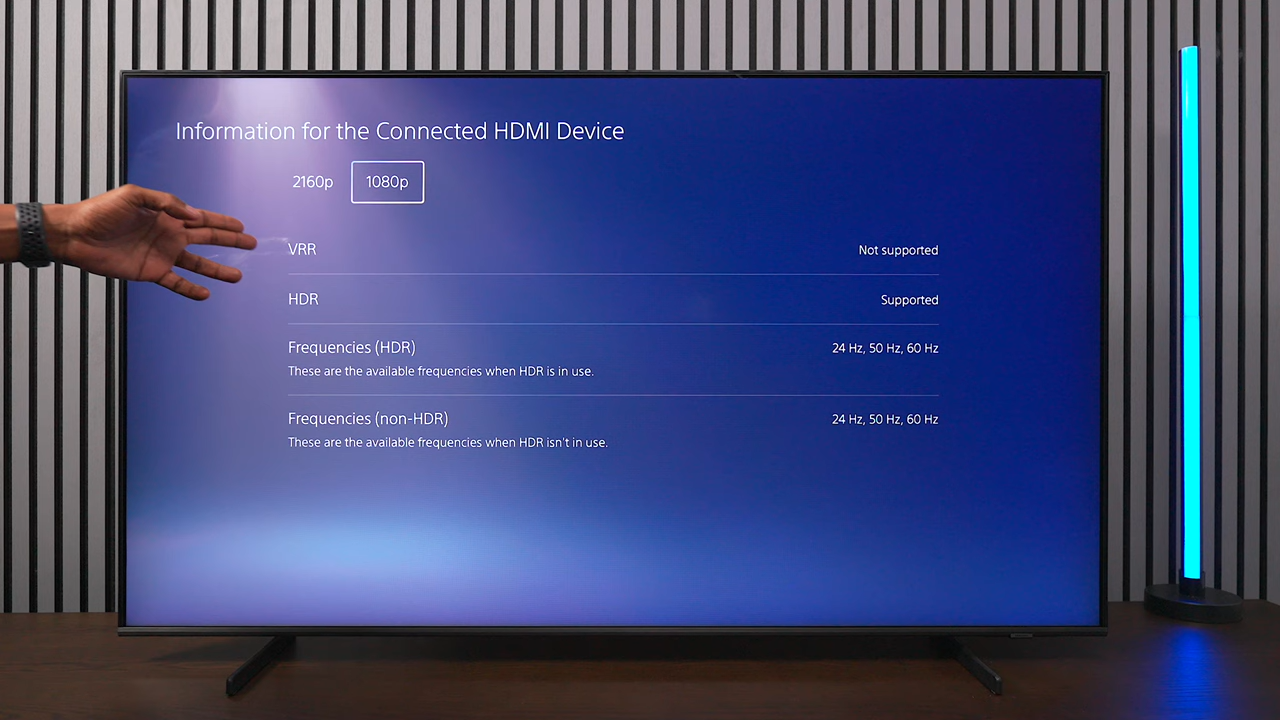 Information for the Connected HDMI Device
2160p 1080p
VRR Not supported
HDR Supported
Frequencies (HDR) 24 Hz, 50 Hz, 60 Hz
These are the available frequencies when HDR is in use.
Frequencies (non-HDR) 24 Hz, 50 Hz, 60 Hz
These are the available frequencies when HDR isn't in use.